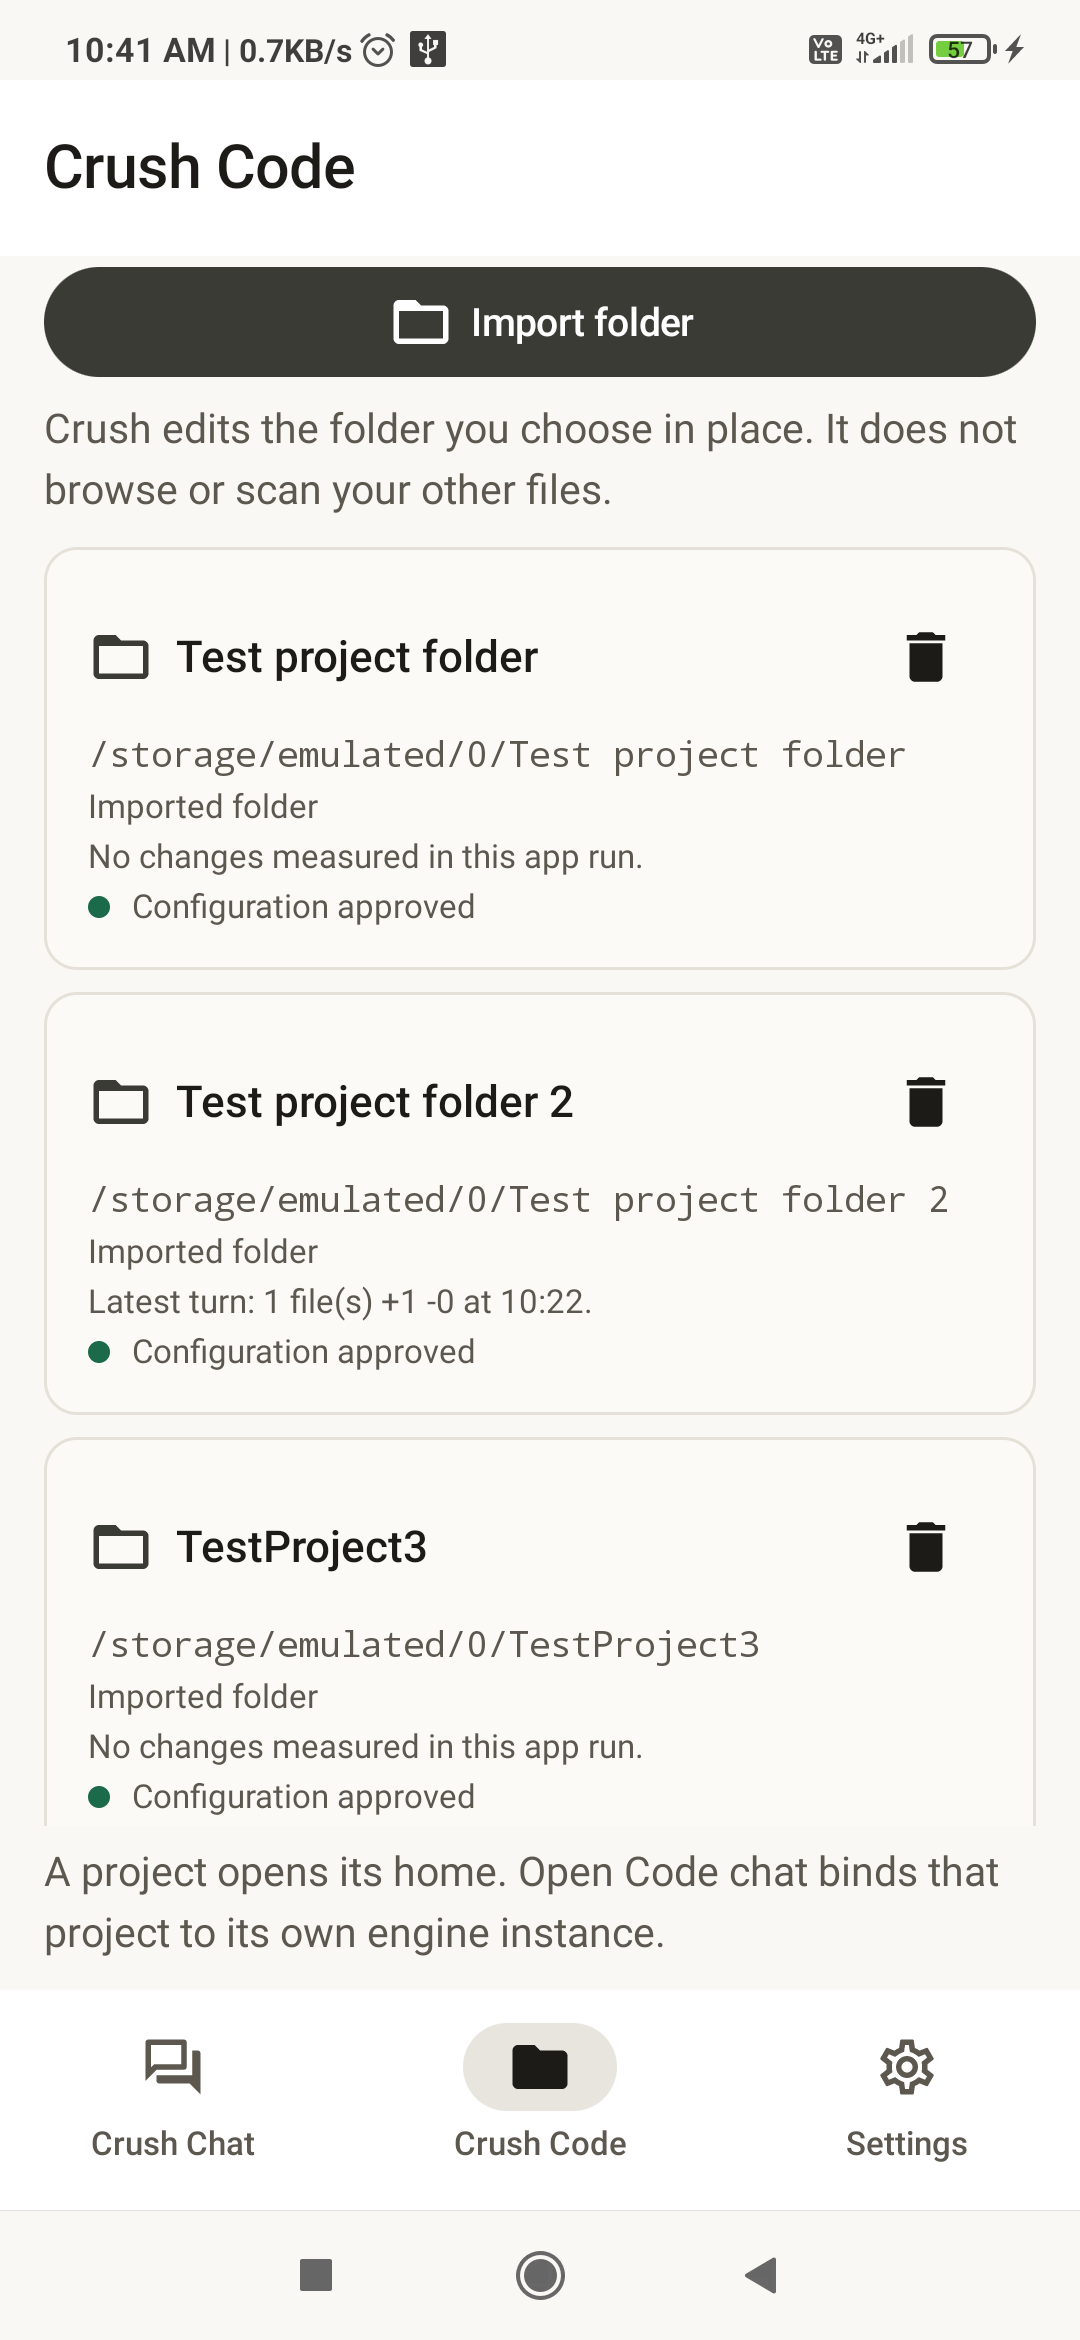 10:41 AM | 0.7KB/s
Vo LTE 4G+ 57
Crush Code
Import folder
Crush edits the folder you choose in place. It does not
browse or scan your other files.
Test project folder
/storage/emulated/0/Test project folder
Imported folder
No changes measured in this app run.
Configuration approved
Test project folder 2
/storage/emulated/0/Test project folder 2
Imported folder
Latest turn: 1 file(s) +1 -0 at 10:22.
Configuration approved
TestProject3
/storage/emulated/0/TestProject3
Imported folder
No changes measured in this app run.
Configuration approved
A project opens its home. Open Code chat binds that
project to its own engine instance.
Crush Chat
Crush Code
Settings